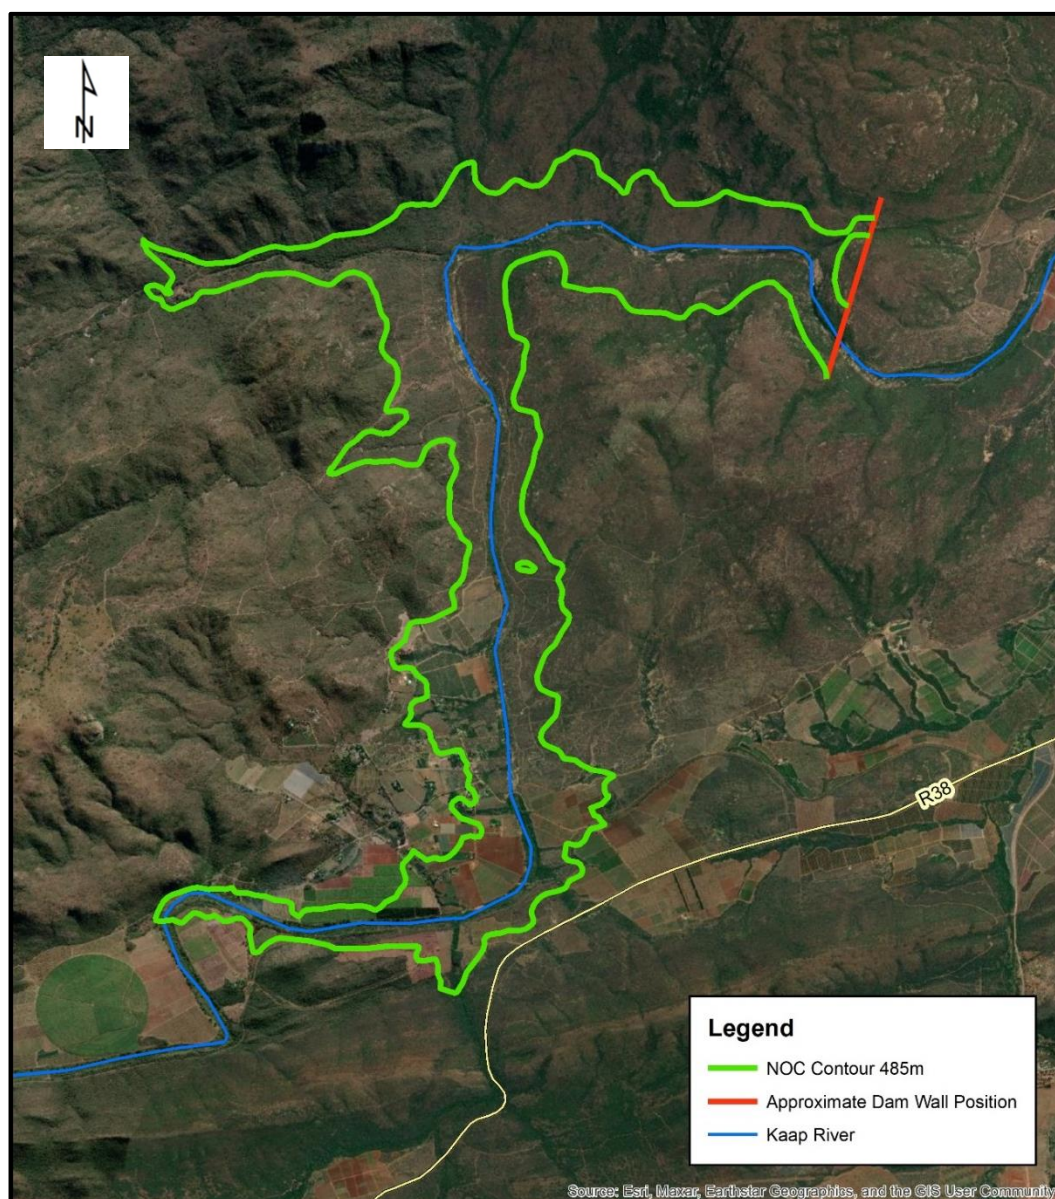 N
R38
Legend
NOC Contour 485m
Approximate Dam Wall Position
Kaap River
Source: Esri, Maxar, Earthstar Geographics, and the GIS User Community